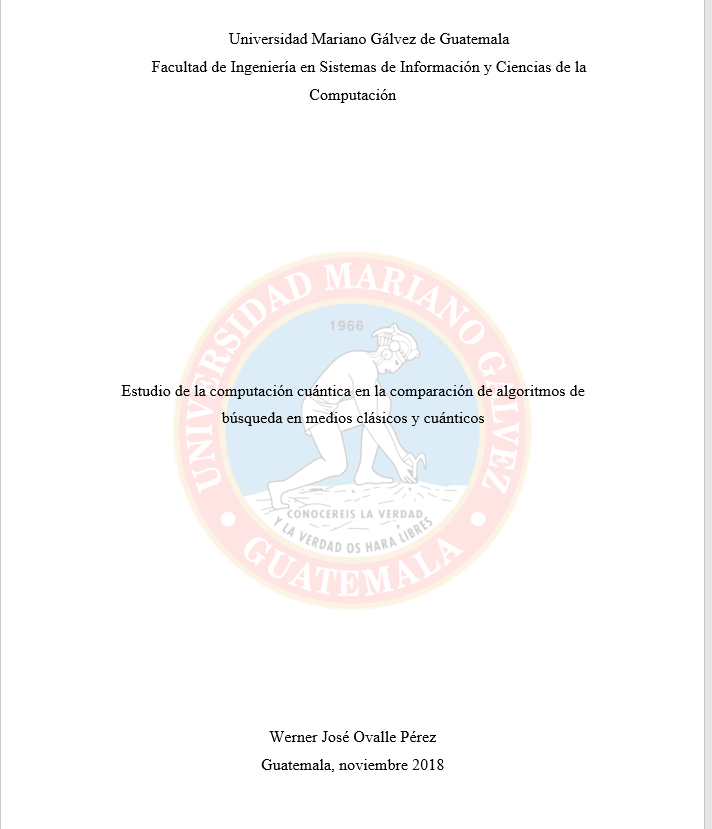 Universidad Mariano Gálvez de Guatemala
Facultad de Ingeniería en Sistemas de Información y Ciencias de la
Computación
UNIVERSIDAD MARIANO GÁLVEZ
1966
Estudio de la computación cuántica en la comparación de algoritmos de
búsqueda en medios clásicos y cuánticos
CONOCEREIS LA VERDAD
Y LA VERDAD OS HARA LIBRES
GUATEMALA
Werner José Ovalle Pérez
Guatemala, noviembre 2018